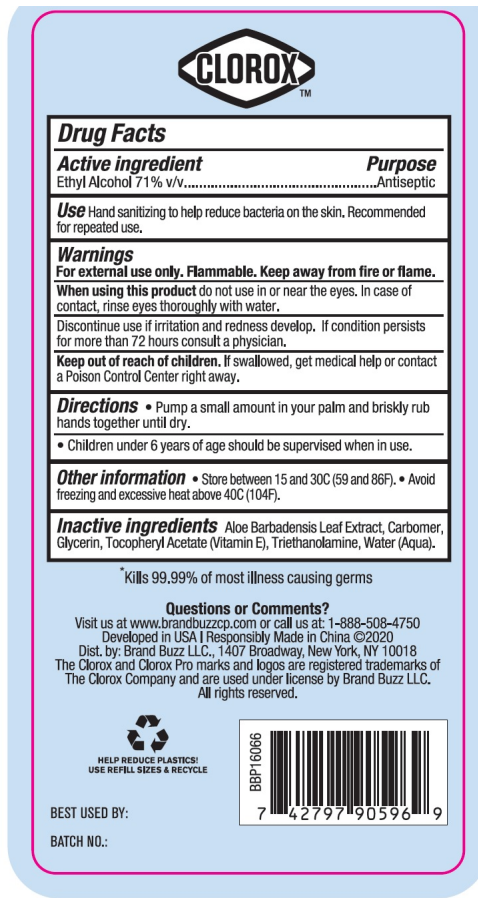 CLOROX
TM
Drug Facts
Active ingredient Purpose
Ethyl Alcohol 71% v/v......................................................Antiseptic
Use Hand sanitizing to help reduce bacteria on the skin. Recommended
for repeated use.
Warnings
For external use only. Flammable. Keep away from fire or flame.
When using this product do not use in or near the eyes. In case of
contact, rinse eyes thoroughly with water.
Discontinue use if irritation and redness develop. If condition persists
for more than 72 hours consult a physician.
Keep out of reach of children. If swallowed, get medical help or contact
a Poison Control Center right away.
Directions • Pump a small amount in your palm and briskly rub
hands together until dry.
• Children under 6 years of age should be supervised when in use.
Other information • Store between 15 and 30C (59 and 86F). • Avoid
freezing and excessive heat above 40C (104F).
Inactive ingredients Aloe Barbadensis Leaf Extract, Carbomer,
Glycerin, Tocopheryl Acetate (Vitamin E), Triethanolamine, Water (Aqua).
*Kills 99.99% of most illness causing germs
Questions or Comments?
Visit us at www.brandbuzzcp.com or call us at: 1-888-508-4750
Developed in USA | Responsibly Made in China ©2020
Dist. by: Brand Buzz LLC., 1407 Broadway, New York, NY 10018
The Clorox and Clorox Pro marks and logos are registered trademarks of
The Clorox Company and are used under license by Brand Buzz LLC.
All rights reserved.
HELP REDUCE PLASTICS!
USE REFILL SIZES & RECYCLE
BBP16066
7 42797 90596 9
BEST USED BY:
BATCH NO.: